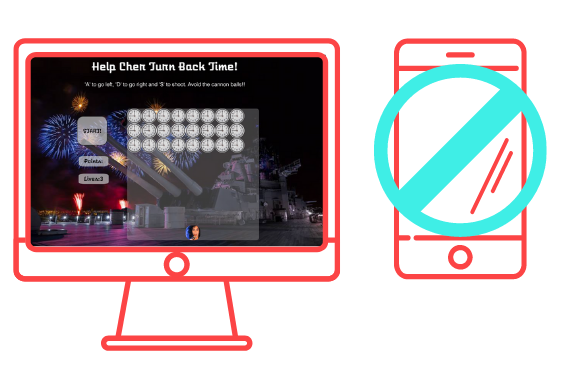 Help Cher Turn Back Time!
'A' to go left, 'D' to go right and 'S' to shoot. Avoid the cannon balls!!
START!
Points:
Lives:3